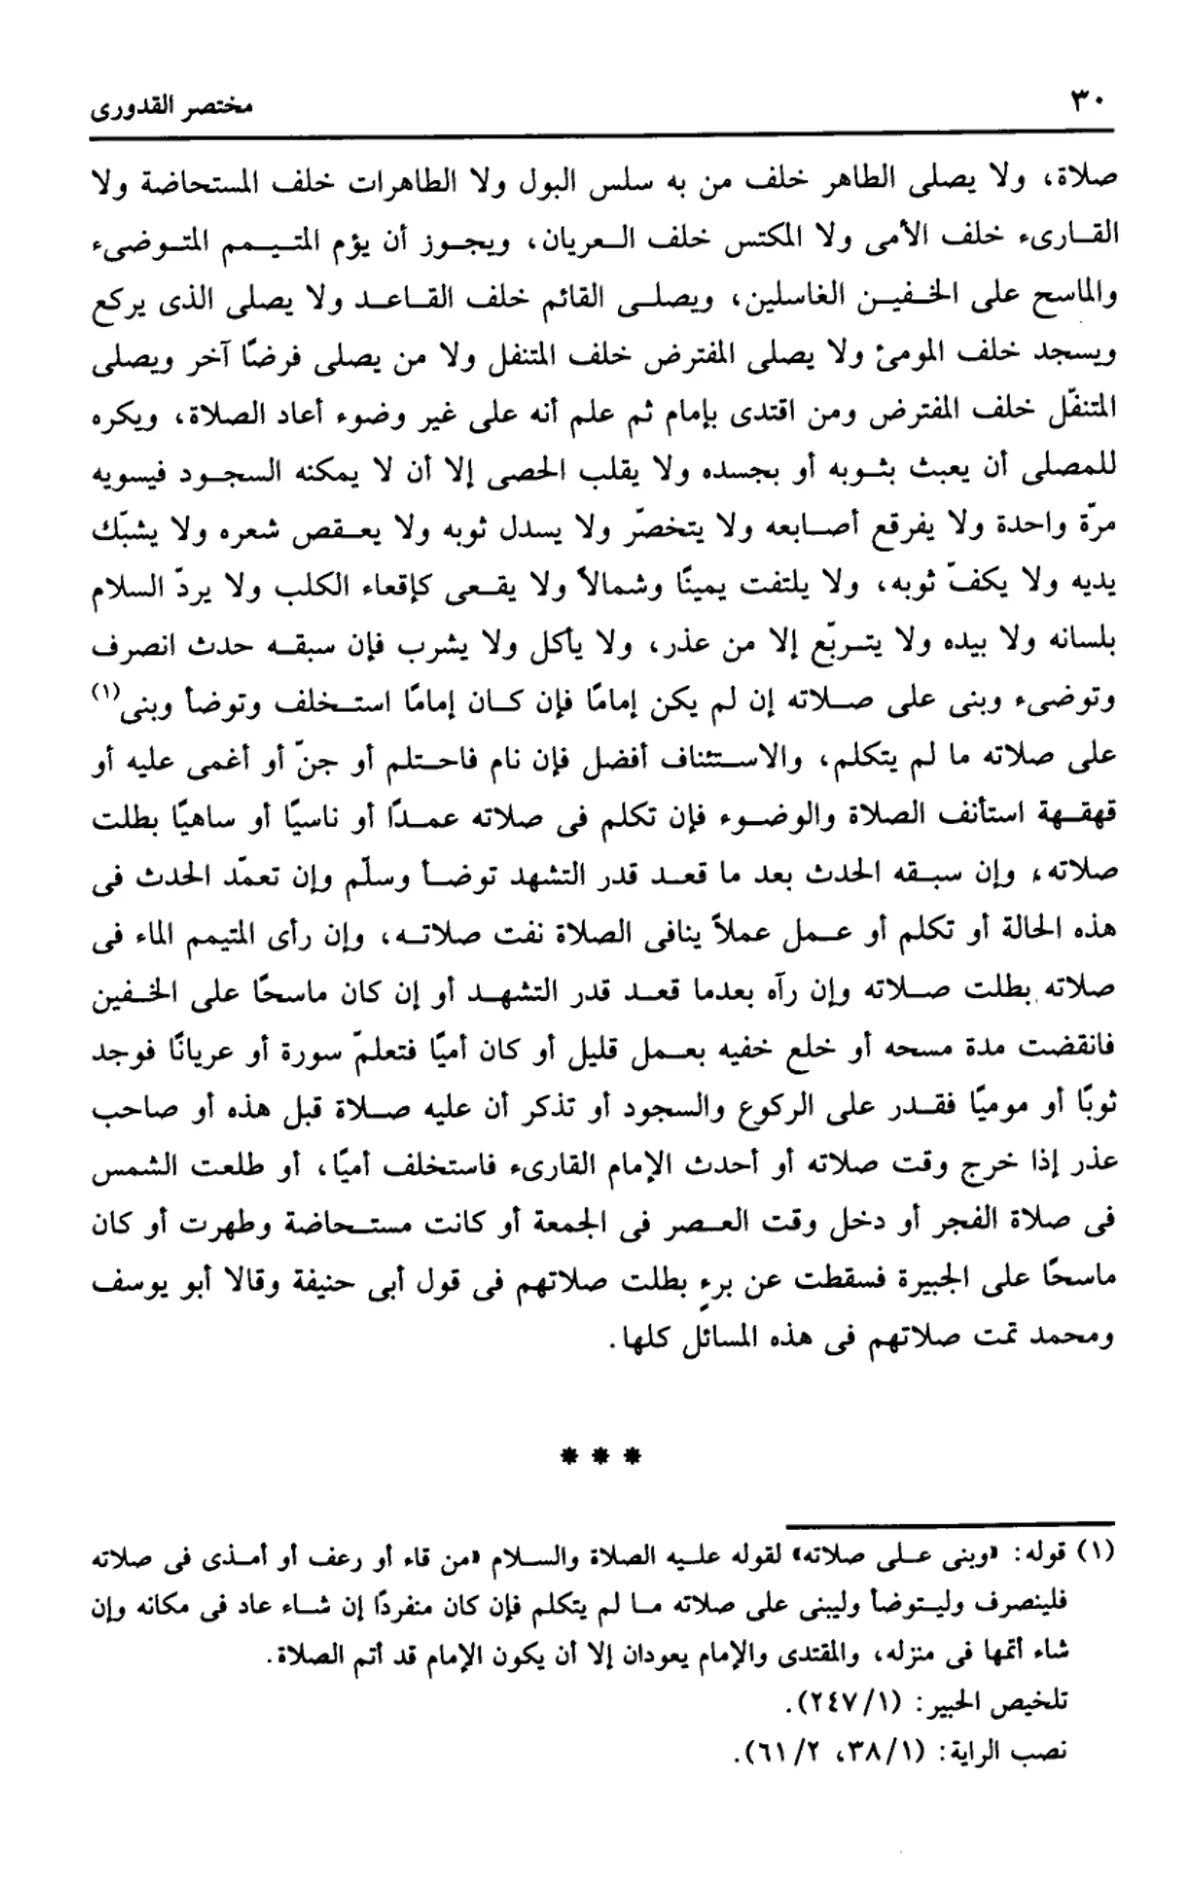 ٣٠
مختصر القدورى
صلاة، ولا يصلى الطاهر خلف من به سلس البول ولا الطاهرات خلف المستحاضة ولا
القارىء خلف الأمى ولا المكتس خلف العريان، ويجوز أن يؤم المتيمم المتوضىء
والماسح على الخفين الغاسلين، ويصلى القائم خلف القاعد ولا يصلى الذى يركع
ويسجد خلف المومئ ولا يصلى المفترض خلف المتنفل ولا من يصلى فرضًا آخر ويصلى
المتنفّل خلف المفترض ومن اقتدى بإمام ثم علم أنه على غير وضوء أعاد الصلاة، ويكره
للمصلى أن يعبث بثوبه أو بجسده ولا يقلب الحصى إلا أن لا يمكنه السجود فيسويه
مرّة واحدة ولا يفرقع أصابعه ولا يتخصّر ولا يسدل ثوبه ولا يعقص شعره ولا يشبّك
يديه ولا يكفّ ثوبه، ولا يلتفت يمينًا وشمالاً ولا يقعى كإقعاء الكلب ولا يردّ السلام
بلسانه ولا بيده ولا يتربّع إلا من عذر، ولا يأكل ولا يشرب فإن سبقه حدث انصرف
وتوضىء وبنى على صلاته إن لم يكن إمامًا فإن كان إمامًا استخلف وتوضأ وبنى(١)
على صلاته ما لم يتكلم، والاستئناف أفضل فإن نام فاحتلم أو جنّ أو أغمى عليه أو
قهقهة استأنف الصلاة والوضوء فإن تكلم فى صلاته عمدًا أو ناسيًا أو ساهيًا بطلت
صلاته، وإن سبقه الحدث بعد ما قعد قدر التشهد توضأ وسلّم وإن تعمّد الحدث فى
هذه الحالة أو تكلم أو عمل عملاً ينافى الصلاة نفت صلاته، وإن رأى المتيمم الماء فى
صلاته بطلت صلاته وإن رآه بعدما قعد قدر التشهد أو إن كان ماسحًا على الخفين
فانقضت مدة مسحه أو خلع خفيه بعمل قليل أو كان أميًا فتعلمّ سورة أو عريانًا فوجد
ثوبًا أو موميًا فقدر على الركوع والسجود أو تذكر أن عليه صلاة قبل هذه أو صاحب
عذر إذا خرج وقت صلاته أو أحدث الإمام القارىء فاستخلف أميًا، أو طلعت الشمس
فى صلاة الفجر أو دخل وقت العصر فى الجمعة أو كانت مستحاضة وطهرت أو كان
ماسحًا على الجبيرة فسقطت عن برءٍ بطلت صلاتهم فى قول أبى حنيفة وقالا أبو يوسف
ومحمد تمت صلاتهم فى هذه المسائل كلها.
***
(١) قوله: «وبنى على صلاته» لقوله عليه الصلاة والسلام «من قاء أو رعف أو أمذى فى صلاته
فلينصرف وليتوضأ وليبنى على صلاته ما لم يتكلم فإن كان منفردًا إن شاء عاد فى مكانه وإن
شاء أتمها فى منزله، والمقتدى والإمام يعودان إلا أن يكون الإمام قد أتم الصلاة.
تلخيص الحبير: (٢٤٧/١).
نصب الراية: (٣٨/١، ٦١/٢).